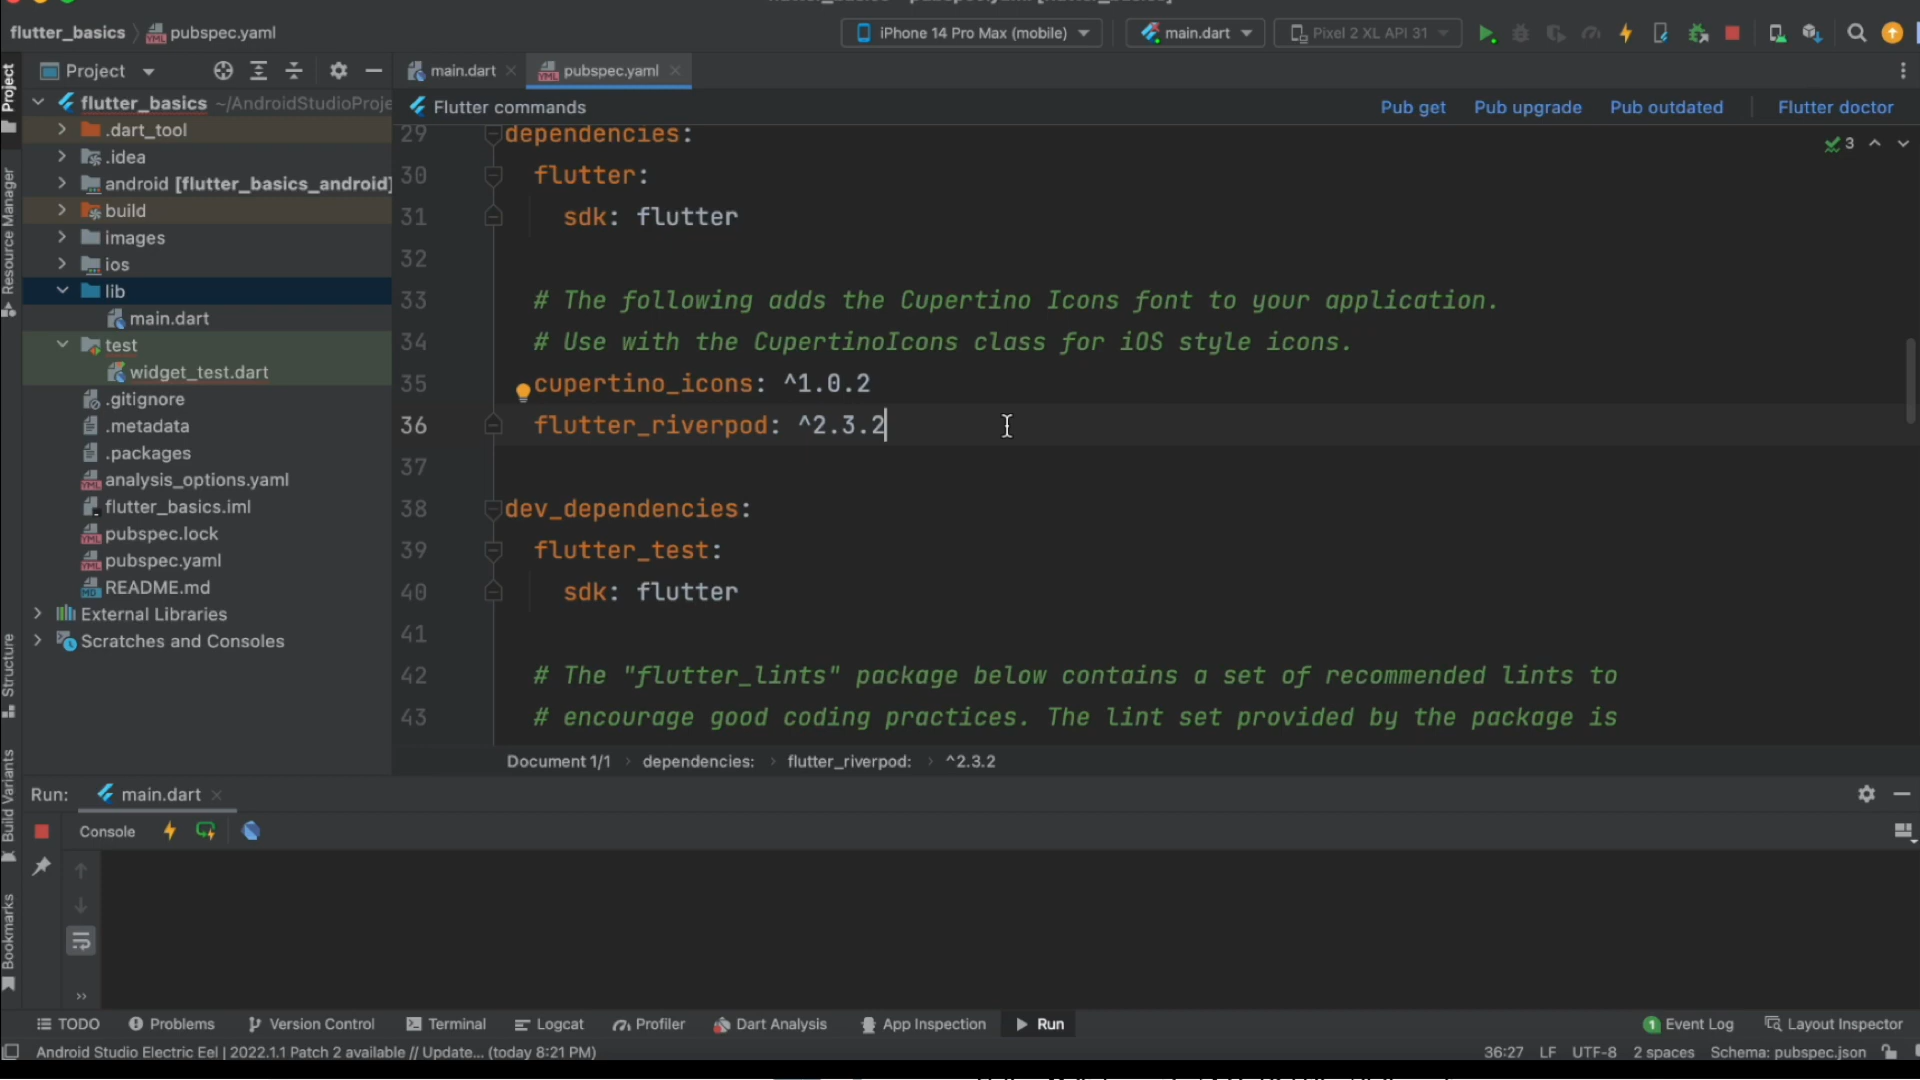 flutter_basics pubspec.yaml iPhone 14 Pro Max (mobile) main.dart Pixel 2 XL API 31
Project main.dart pubspec.yaml
flutter_basics ~/AndroidStudioProje
Flutter commands Pub get Pub upgrade Pub outdated Flutter doctor
.dart_tool
.idea
android [flutter_basics_android]
build
images
ios
lib
main.dart
test
widget_test.dart
.gitignore
.metadata
.packages
analysis_options.yaml
flutter_basics.iml
pubspec.lock
pubspec.yaml
README.md
External Libraries
Scratches and Consoles
Project
Resource Manager
Structure
Build Variants
Bookmarks
29 dependencies:
3
30 flutter:
31 sdk: flutter
32
33 # The following adds the Cupertino Icons font to your application.
34 # Use with the CupertinoIcons class for iOS style icons.
35 cupertino_icons: ^1.0.2
36 flutter_riverpod: ^2.3.2
37
38 dev_dependencies:
39 flutter_test:
40 sdk: flutter
41
42 # The "flutter_lints" package below contains a set of recommended lints to
43 # encourage good coding practices. The lint set provided by the package is
Document 1/1 › dependencies: › flutter_riverpod: › ^2.3.2
Run: main.dart
Console
TODO Problems Version Control Terminal Logcat Profiler Dart Analysis App Inspection Run 1 Event Log Layout Inspector
Android Studio Electric Eel | 2022.1.1 Patch 2 available // Update... (today 8:21 PM) 36:27 LF UTF-8 2 spaces Schema: pubspec.json